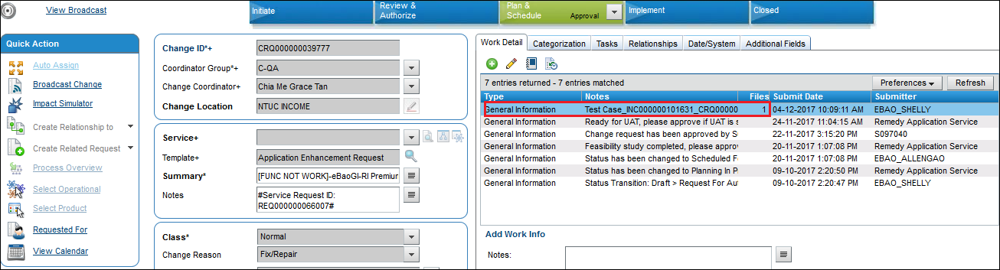 View Broadcast
Initiate
Review &
Authorize
Plan &
Schedule
Approval
Implement
Closed
Quick Action
Auto Assign
Broadcast Change
Impact Simulator
Create Relationship to
Create Related Request
Process Overview
Select Operational
Select Product
Requested For
View Calendar
Change ID*+ CRQ000000039777
Coordinator Group*+ C-QA
Change Coordinator+ Chia Me Grace Tan
Change Location NTUC INCOME
Service+
Template+ Application Enhancement Request
Summary* [FUNC NOT WORK]-eBaoGI-RI Premium
Notes #Service Request ID:
REQ000000066007#
Class* Normal
Change Reason Fix/Repair
Work Detail Categorization Tasks Relationships Date/System Additional Fields
7 entries returned - 7 entries matched Preferences Refresh
Type Notes Files Submit Date Submitter
General Information Test Case_INC000000101631_CRQ00000 1 04-12-2017 10:09:11 AM EBAO_SHELLY
General Information Ready for UAT, please approve if UAT is s 24-11-2017 11:04:15 AM Remedy Application Service
General Information Change request has been approved by S 22-11-2017 3:15:20 PM S097040
General Information Feasibility study completed, please approv 20-11-2017 1:07:08 PM Remedy Application Service
General Information Status has been changed to Scheduled Fo 20-11-2017 1:07:08 PM EBAO_ALLENGAO
General Information Status has been changed to Planning In P 09-10-2017 2:20:50 PM Remedy Application Service
General Information Status Transition: Draft > Request For Aut 09-10-2017 2:20:47 PM EBAO_SHELLY
Add Work Info
Notes: